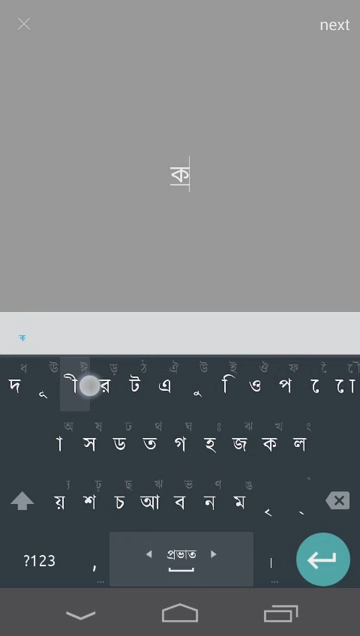 next
ক
ক
দ ূ ী র ট এ ু ি ও প ে ো
া স ড ত গ হ জ ক ল
য় শ চ আ ব ন ম ृ ্
?123 , ◂ প্রভাত ▸ ।